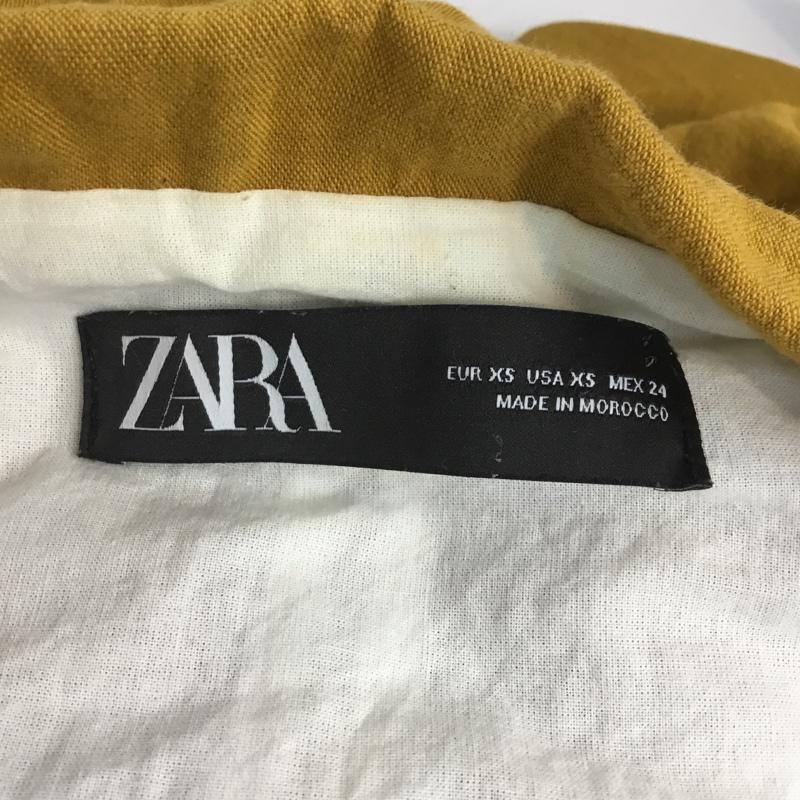 ZARA
EUR XS USA XS MEX 24
MADE IN MOROCCO